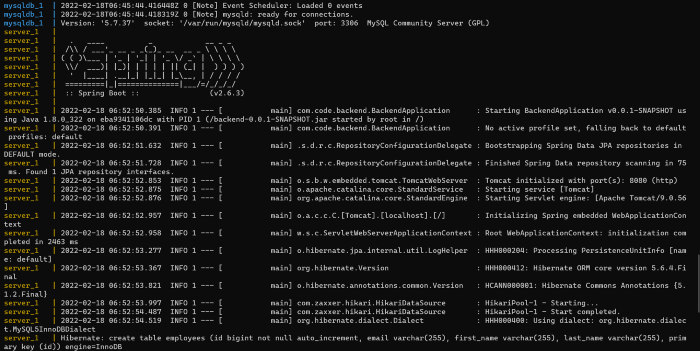 mysqldb_1 | 2022-02-18T06:45:44.416448Z 0 [Note] Event Scheduler: Loaded 0 events
mysqldb_1 | 2022-02-18T06:45:44.418319Z 0 [Note] mysqld: ready for connections.
mysqldb_1 | Version: '5.7.37' socket: '/var/run/mysqld/mysqld.sock' port: 3306 MySQL Community Server (GPL)
server_1 |
server_1 |
server_1 |
server_1 |
server_1 |
server_1 |
server_1 |
server_1 | :: Spring Boot :: (v2.6.3)
server_1 |
server_1 | 2022-02-18 06:52:50.385 INFO 1 --- [ main] com.code.backend.BackendApplication : Starting BackendApplication v0.0.1-SNAPSHOT us
ing Java 1.8.0_322 on eba9341106dc with PID 1 (/backend-0.0.1-SNAPSHOT.jar started by root in /)
server_1 | 2022-02-18 06:52:50.391 INFO 1 --- [ main] com.code.backend.BackendApplication : No active profile set, falling back to default
profiles: default
server_1 | 2022-02-18 06:52:51.632 INFO 1 --- [ main] .s.d.r.c.RepositoryConfigurationDelegate : Bootstrapping Spring Data JPA repositories in
DEFAULT mode.
server_1 | 2022-02-18 06:52:51.728 INFO 1 --- [ main] .s.d.r.c.RepositoryConfigurationDelegate : Finished Spring Data repository scanning in 75
ms. Found 1 JPA repository interfaces.
server_1 | 2022-02-18 06:52:52.853 INFO 1 --- [ main] o.s.b.w.embedded.tomcat.TomcatWebServer : Tomcat initialized with port(s): 8080 (http)
server_1 | 2022-02-18 06:52:52.875 INFO 1 --- [ main] o.apache.catalina.core.StandardService : Starting service [Tomcat]
server_1 | 2022-02-18 06:52:52.876 INFO 1 --- [ main] org.apache.catalina.core.StandardEngine : Starting Servlet engine: [Apache Tomcat/9.0.56
]
server_1 | 2022-02-18 06:52:52.957 INFO 1 --- [ main] o.a.c.c.C.[Tomcat].[localhost].[/] : Initializing Spring embedded WebApplicationCon
text
server_1 | 2022-02-18 06:52:52.958 INFO 1 --- [ main] w.s.c.ServletWebServerApplicationContext : Root WebApplicationContext: initialization com
pleted in 2463 ms
server_1 | 2022-02-18 06:52:53.277 INFO 1 --- [ main] o.hibernate.jpa.internal.util.LogHelper : HHH000204: Processing PersistenceUnitInfo [nam
e: default]
server_1 | 2022-02-18 06:52:53.367 INFO 1 --- [ main] org.hibernate.Version : HHH000412: Hibernate ORM core version 5.6.4.Fi
nal
server_1 | 2022-02-18 06:52:53.821 INFO 1 --- [ main] o.hibernate.annotations.common.Version : HCANN000001: Hibernate Commons Annotations {5.
1.2.Final}
server_1 | 2022-02-18 06:52:53.997 INFO 1 --- [ main] com.zaxxer.hikari.HikariDataSource : HikariPool-1 - Starting...
server_1 | 2022-02-18 06:52:54.487 INFO 1 --- [ main] com.zaxxer.hikari.HikariDataSource : HikariPool-1 - Start completed.
server_1 | 2022-02-18 06:52:54.519 INFO 1 --- [ main] org.hibernate.dialect.Dialect : HHH000400: Using dialect: org.hibernate.dialec
t.MySQL5InnoDBDialect
server_1 | Hibernate: create table employees (id bigint not null auto_increment, email varchar(255), first_name varchar(255), last_name varchar(255), prim
ary key (id)) engine=InnoDB